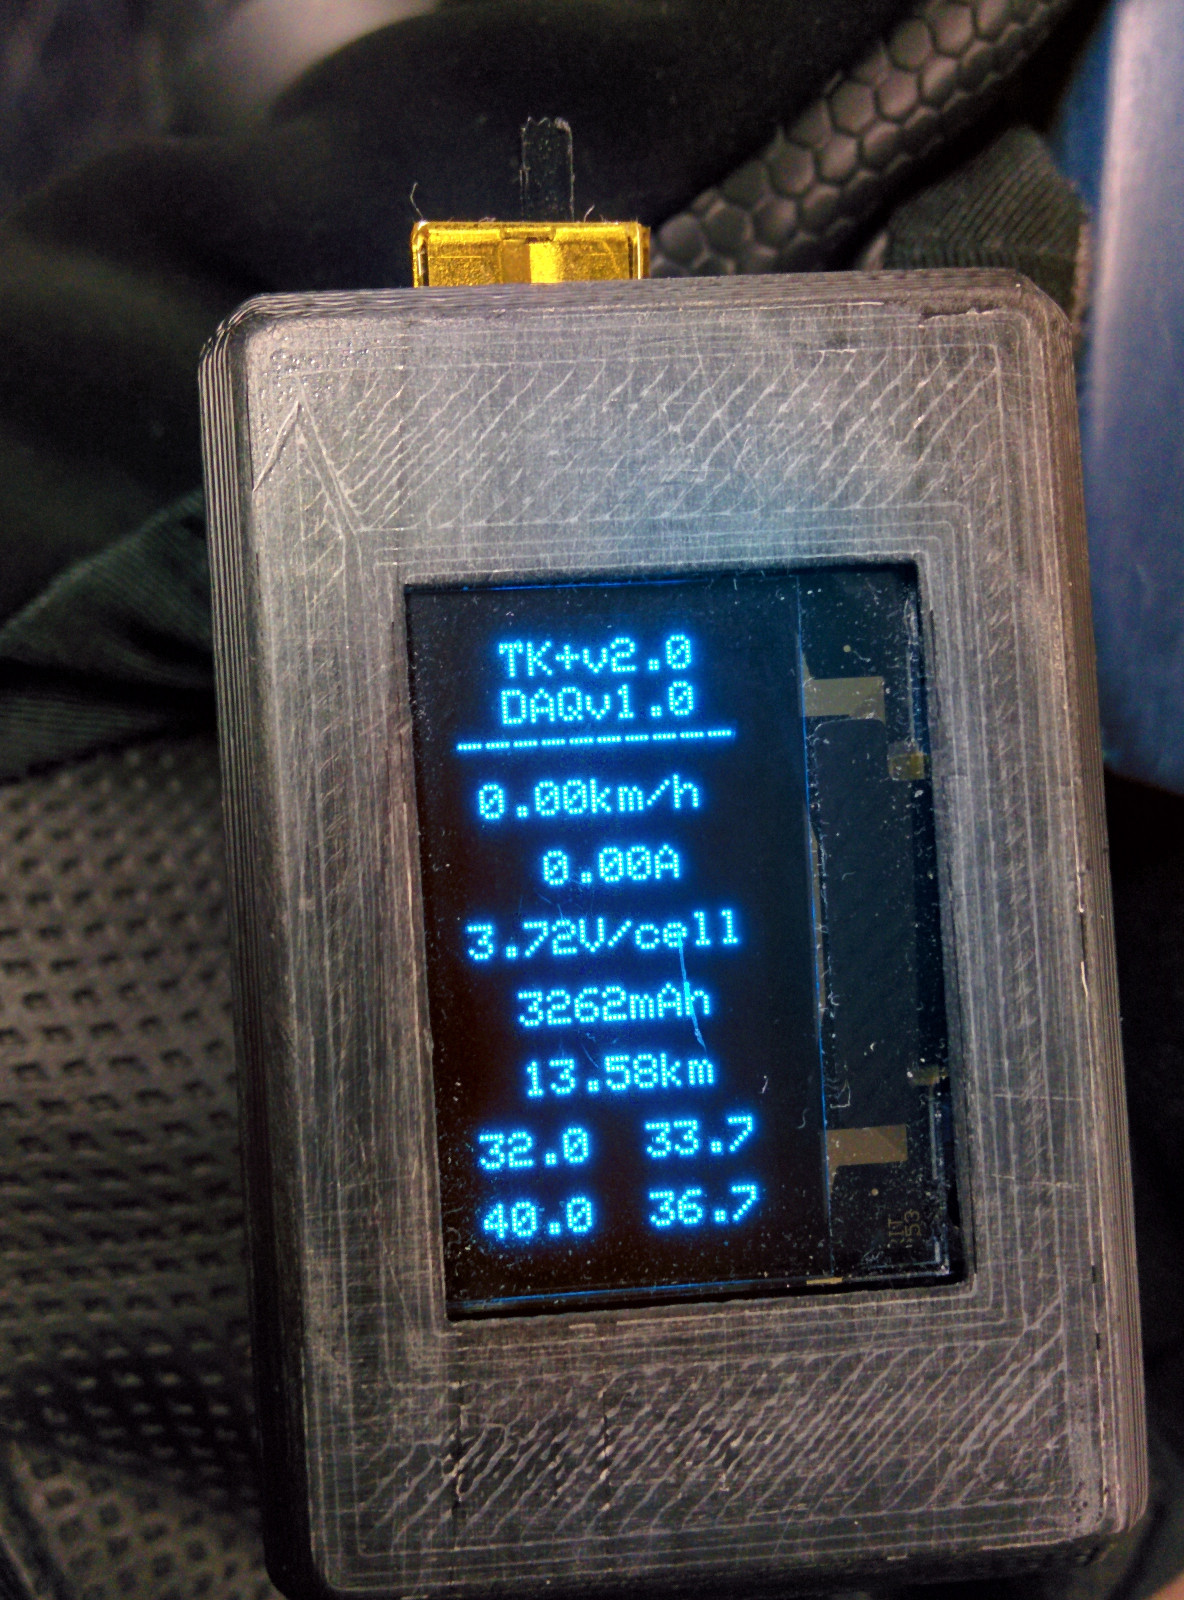 TK+v2.0
DAQv1.0
----------
0.00km/h
0.00A
3.72V/cell
3262mAh
13.58km
32.0 33.7
40.0 36.7